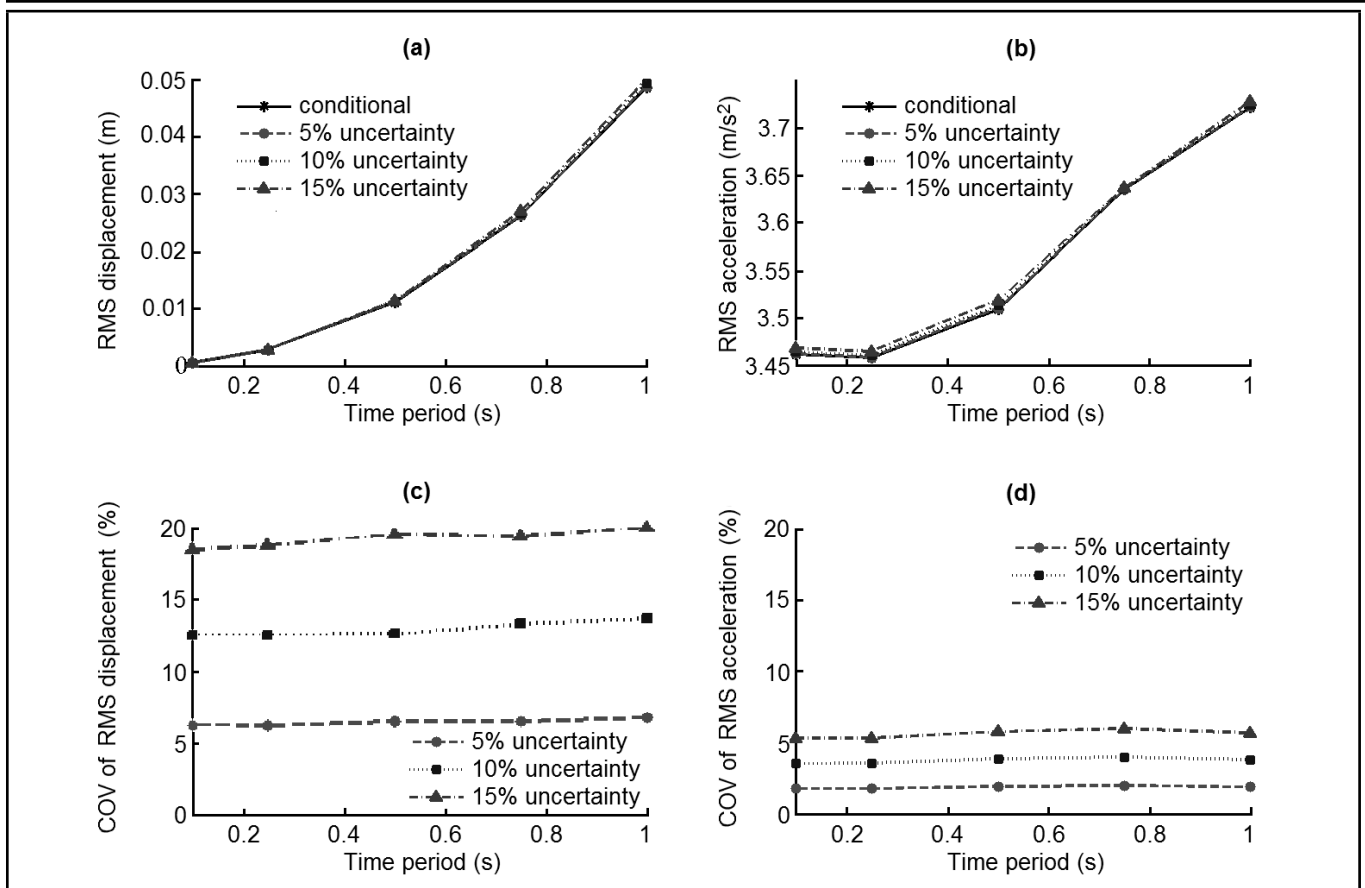 (a)
RMS displacement (m)
0.05
0.04
0.03
0.02
0.01
0
conditional
5% uncertainty
10% uncertainty
15% uncertainty
0.2 0.4 0.6 0.8 1
Time period (s)
(b)
RMS acceleration (m/s²)
3.7
3.65
3.6
3.55
3.5
3.45
conditional
5% uncertainty
10% uncertainty
15% uncertainty
0.2 0.4 0.6 0.8 1
Time period (s)
(c)
COV of RMS displacement (%)
20
15
10
5
0
5% uncertainty
10% uncertainty
15% uncertainty
0.2 0.4 0.6 0.8 1
Time period (s)
(d)
COV of RMS acceleration (%)
20
15
10
5
0
5% uncertainty
10% uncertainty
15% uncertainty
0.2 0.4 0.6 0.8 1
Time period (s)